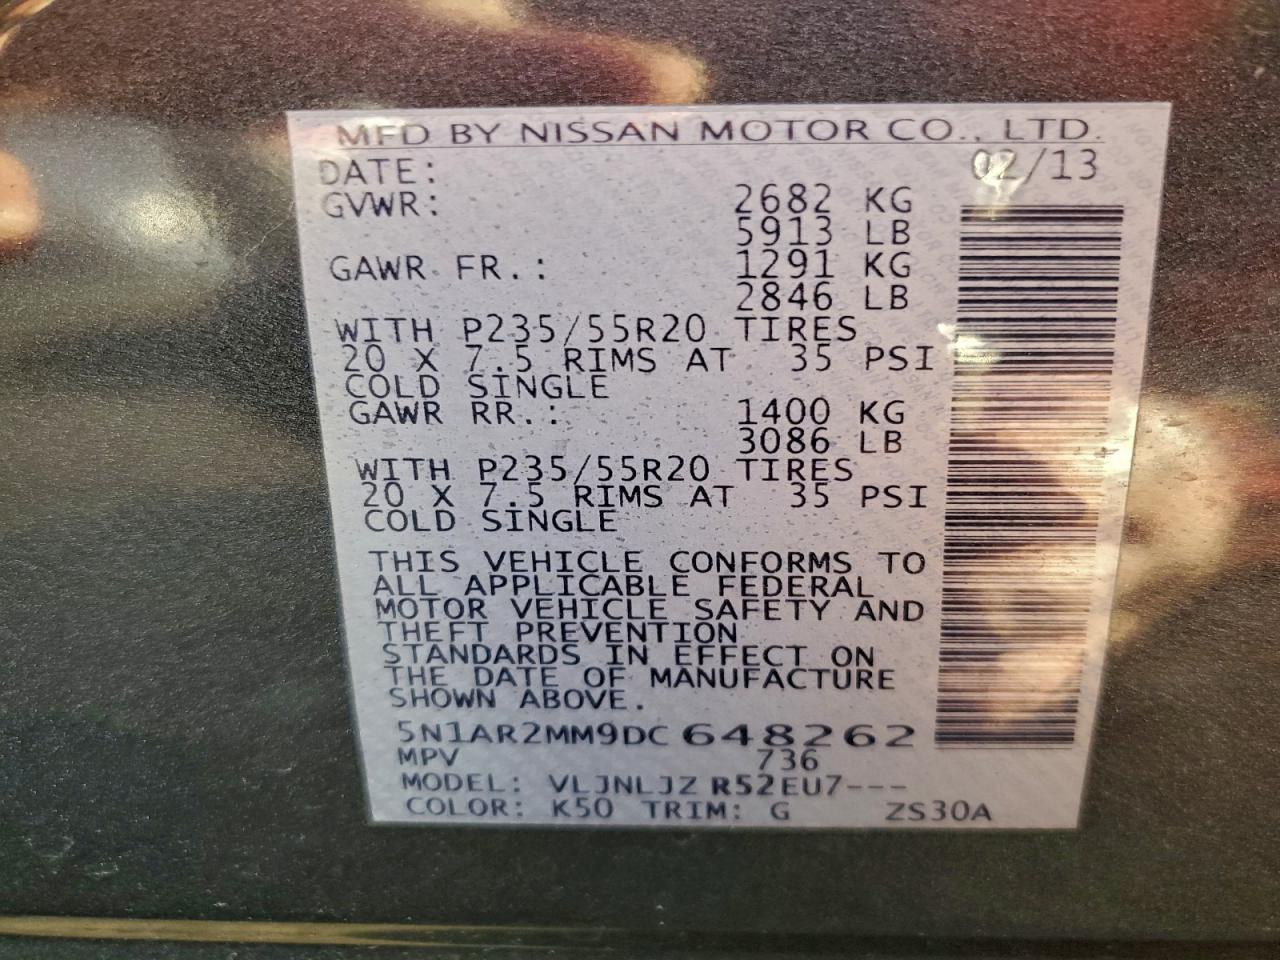 MFD BY NISSAN MOTOR CO., LTD.
DATE: 02/13
GVWR: 2682 KG
5913 LB
GAWR FR.: 1291 KG
2846 LB
WITH P235/55R20 TIRES
20 X 7.5 RIMS AT 35 PSI
COLD SINGLE
GAWR RR.: 1400 KG
3086 LB
WITH P235/55R20 TIRES
20 X 7.5 RIMS AT 35 PSI
COLD SINGLE
THIS VEHICLE CONFORMS TO
ALL APPLICABLE FEDERAL
MOTOR VEHICLE SAFETY AND
THEFT PREVENTION
STANDARDS IN EFFECT ON
THE DATE OF MANUFACTURE
SHOWN ABOVE.
5N1AR2MM9DC648262
MPV 736
MODEL: VLJNLJZ R52EU7---
COLOR: K50 TRIM: G ZS30A